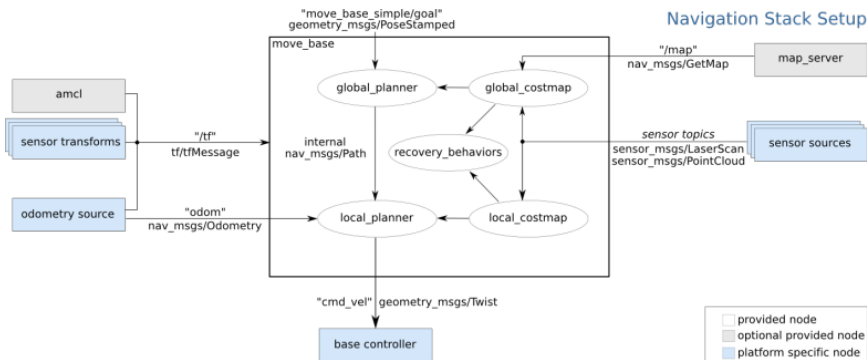 Navigation Stack Setup
"move_base_simple/goal"
geometry_msgs/PoseStamped
move_base
"/map"
nav_msgs/GetMap
map_server
amcl
global_planner
global_costmap
sensor transforms
"/tf"
tf/tfMessage
internal
nav_msgs/Path
recovery_behaviors
sensor topics
sensor_msgs/LaserScan
sensor_msgs/PointCloud
sensor sources
odometry source
"odom"
nav_msgs/Odometry
local_planner
local_costmap
"cmd_vel" geometry_msgs/Twist
base controller
provided node
optional provided node
platform specific node